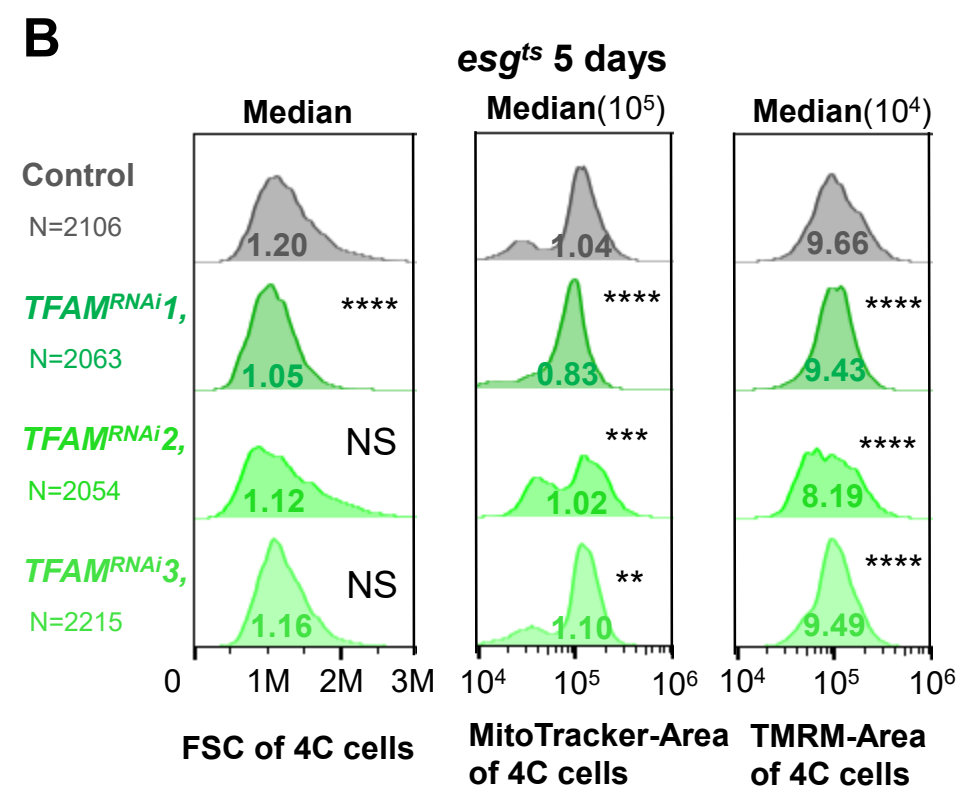 B
esgᵗˢ 5 days
Median
Median(10⁵)
Median(10⁴)
Control
N=2106
1.20
1.04
9.66
TFAMᴿᴺᴬⁱ1,
N=2063
****
1.05
****
0.83
****
9.43
TFAMᴿᴺᴬⁱ2,
N=2054
NS
1.12
***
1.02
****
8.19
TFAMᴿᴺᴬⁱ3,
N=2215
NS
1.16
**
1.10
****
9.49
0 1M 2M 3M
10⁴ 10⁵ 10⁶
10⁴ 10⁵ 10⁶
FSC of 4C cells
MitoTracker-Area
of 4C cells
TMRM-Area
of 4C cells